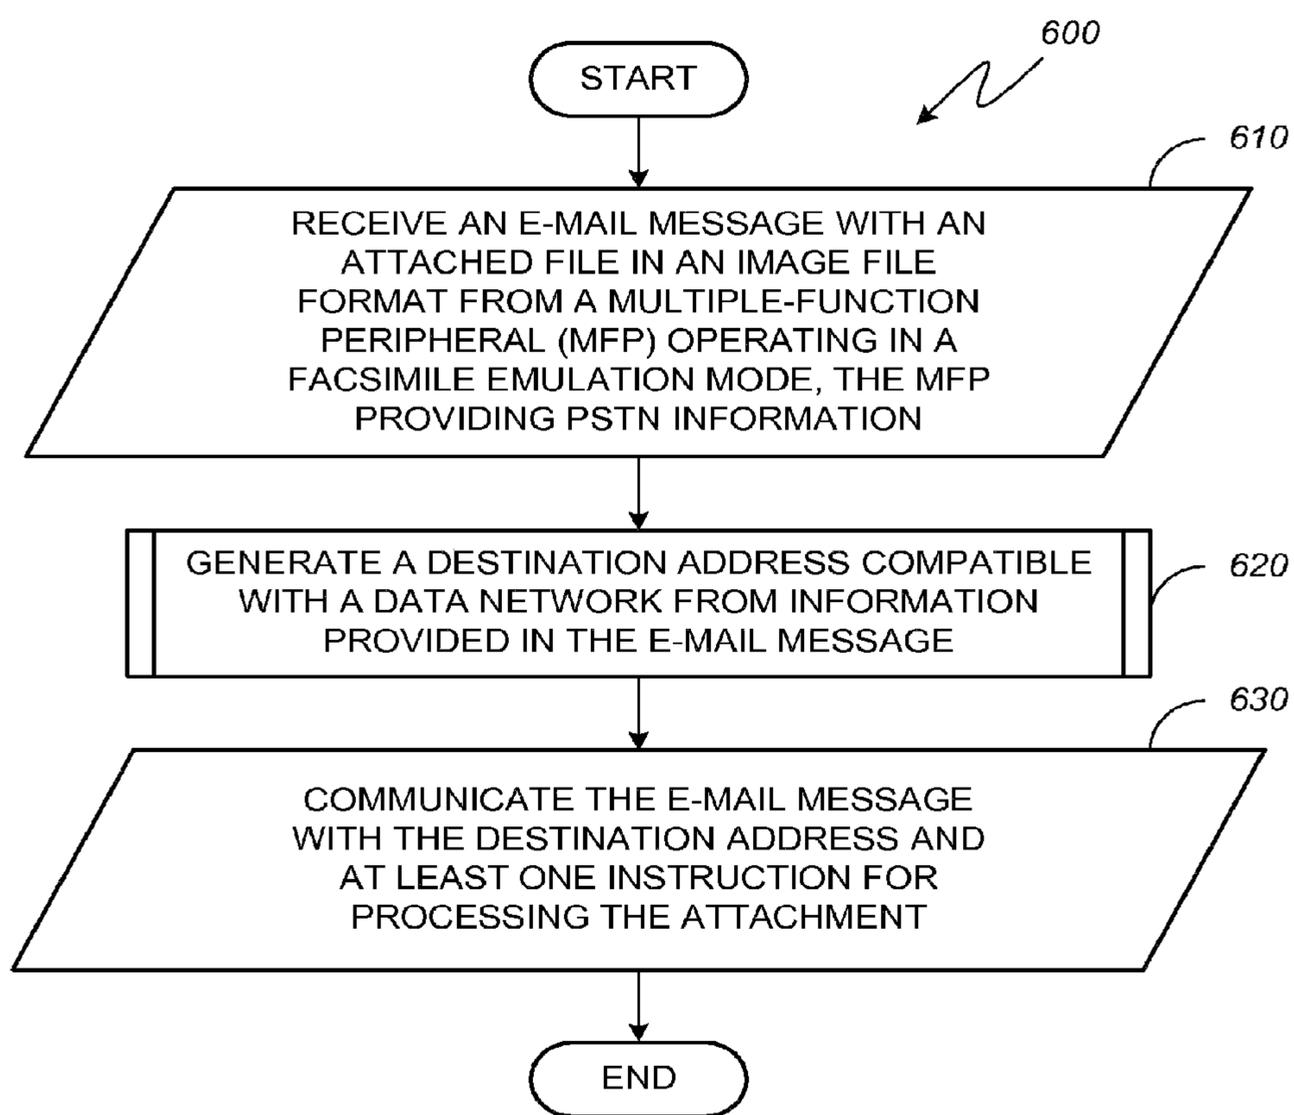 600
START
610
RECEIVE AN E-MAIL MESSAGE WITH AN
ATTACHED FILE IN AN IMAGE FILE
FORMAT FROM A MULTIPLE-FUNCTION
PERIPHERAL (MFP) OPERATING IN A
FACSIMILE EMULATION MODE, THE MFP
PROVIDING PSTN INFORMATION
620
GENERATE A DESTINATION ADDRESS COMPATIBLE
WITH A DATA NETWORK FROM INFORMATION
PROVIDED IN THE E-MAIL MESSAGE
630
COMMUNICATE THE E-MAIL MESSAGE
WITH THE DESTINATION ADDRESS AND
AT LEAST ONE INSTRUCTION FOR
PROCESSING THE ATTACHMENT
END